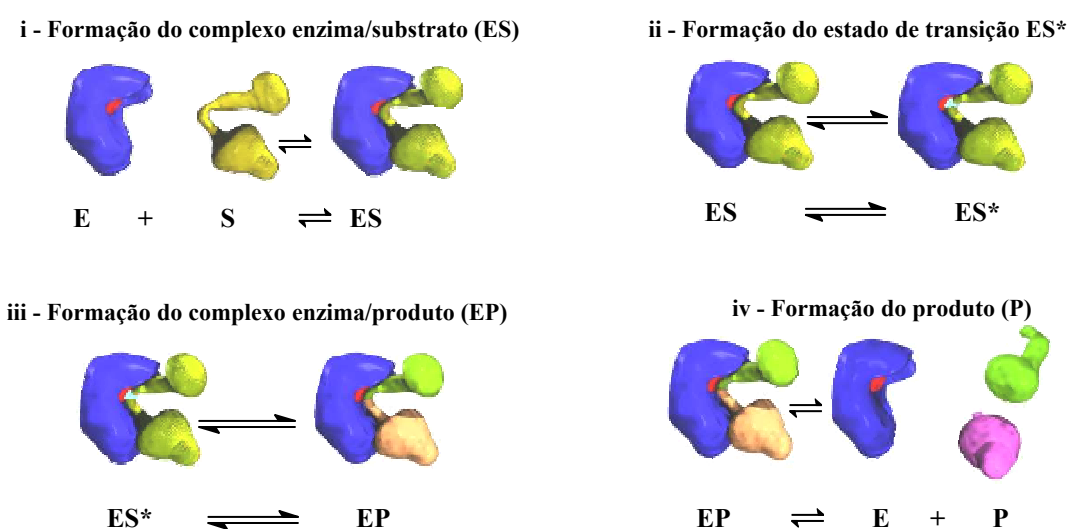 i - Formação do complexo enzima/substrato (ES)
E + S ⇌ ES
ii - Formação do estado de transição ES*
ES ⇌ ES*
iii - Formação do complexo enzima/produto (EP)
ES* ⇌ EP
iv - Formação do produto (P)
EP ⇌ E + P